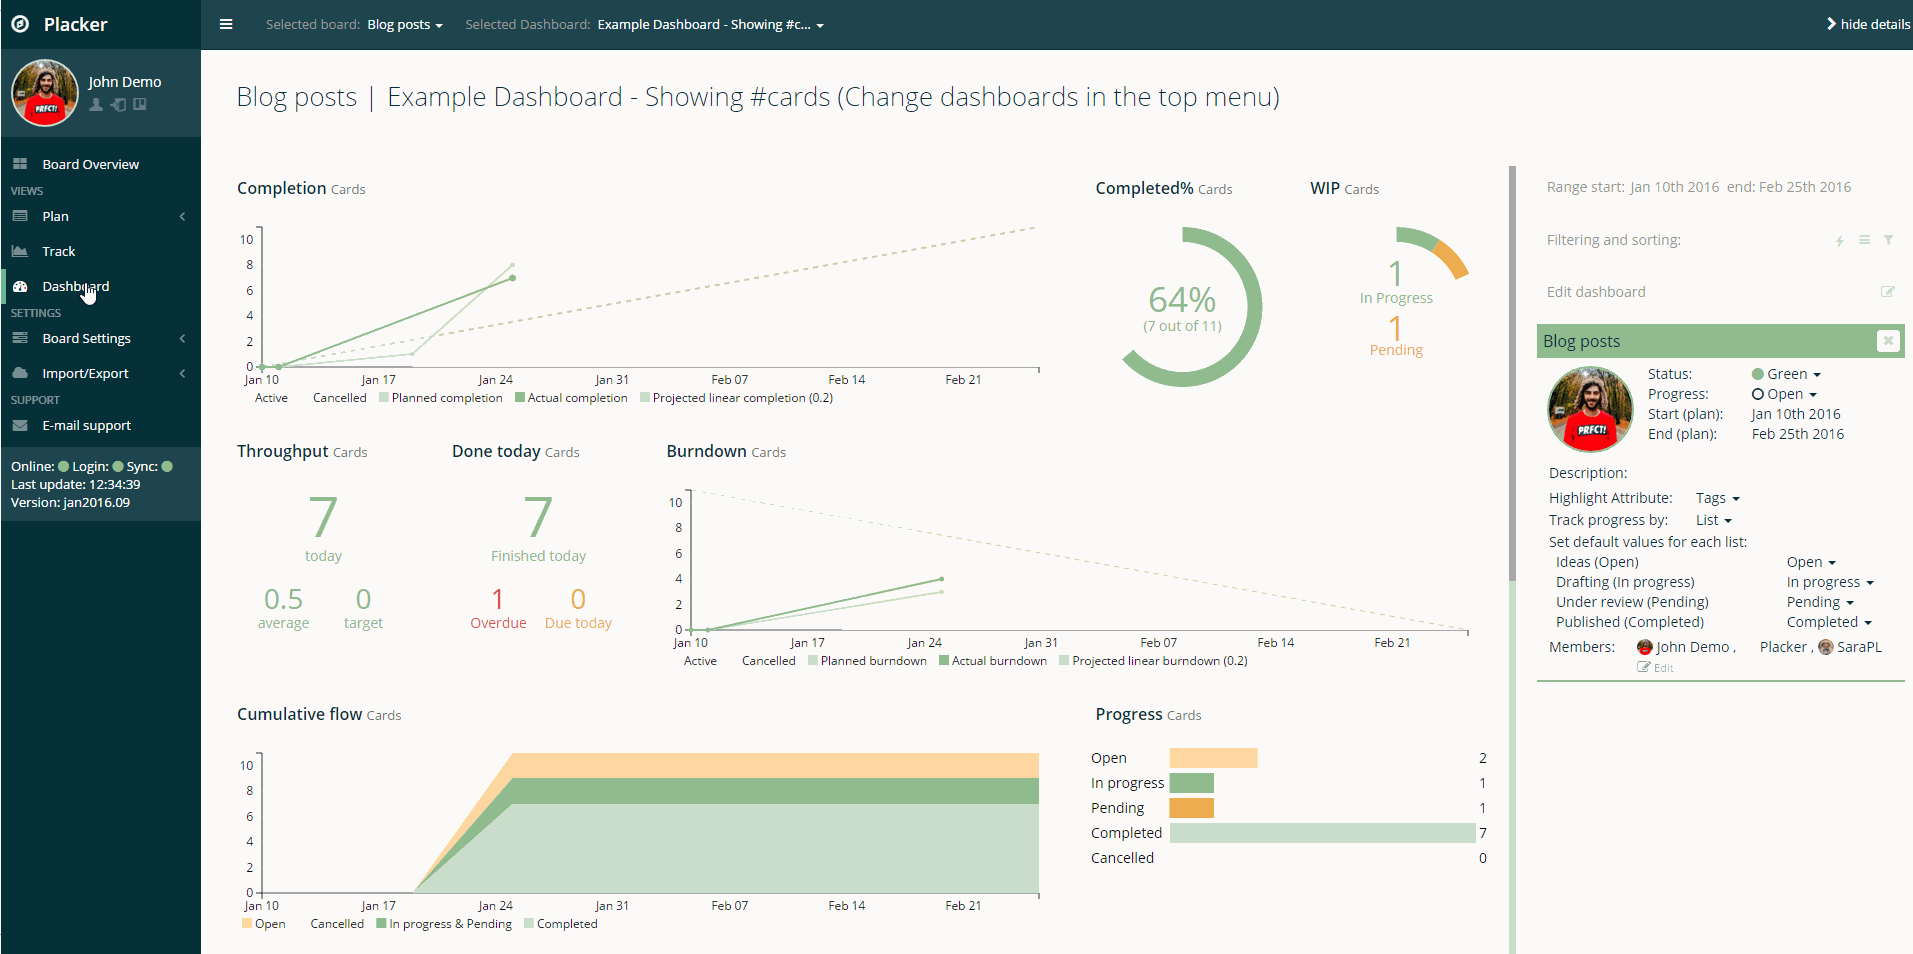 Placker
Selected board: Blog posts Selected Dashboard: Example Dashboard - Showing #c...
hide details
John Demo
PRFCT!
Board Overview
VIEWS
Plan
Track
Dashboard
SETTINGS
Board Settings
Import/Export
SUPPORT
E-mail support
Online: Login: Sync:
Last update: 12:34:39
Version: jan2016.09
Blog posts | Example Dashboard - Showing #cards (Change dashboards in the top menu)
Completion Cards
10
8
6
4
2
0
Jan 10 Jan 17 Jan 24 Jan 31 Feb 07 Feb 14 Feb 21
Active Cancelled Planned completion Actual completion Projected linear completion (0.2)
Completed% Cards
64%
(7 out of 11)
WIP Cards
1
In Progress
1
Pending
Throughput Cards
7
today
0.5 0
average target
Done today Cards
7
Finished today
1 0
Overdue Due today
Burndown Cards
10
8
6
4
2
0
Jan 10 Jan 17 Jan 24 Jan 31 Feb 07 Feb 14 Feb 21
Active Cancelled Planned burndown Actual burndown Projected linear burndown (0.2)
Cumulative flow Cards
10
8
6
4
2
0
Jan 10 Jan 17 Jan 24 Jan 31 Feb 07 Feb 14 Feb 21
Open Cancelled In progress & Pending Completed
Progress Cards
Open 2
In progress 1
Pending 1
Completed 7
Cancelled 0
Range start: Jan 10th 2016 end: Feb 25th 2016
Filtering and sorting:
Edit dashboard
Blog posts
PRFCT!
Status: Green
Progress: Open
Start (plan): Jan 10th 2016
End (plan): Feb 25th 2016
Description:
Highlight Attribute: Tags
Track progress by: List
Set default values for each list:
Ideas (Open) Open
Drafting (In progress) In progress
Under review (Pending) Pending
Published (Completed) Completed
Members: John Demo , Placker , SaraPL
Edit